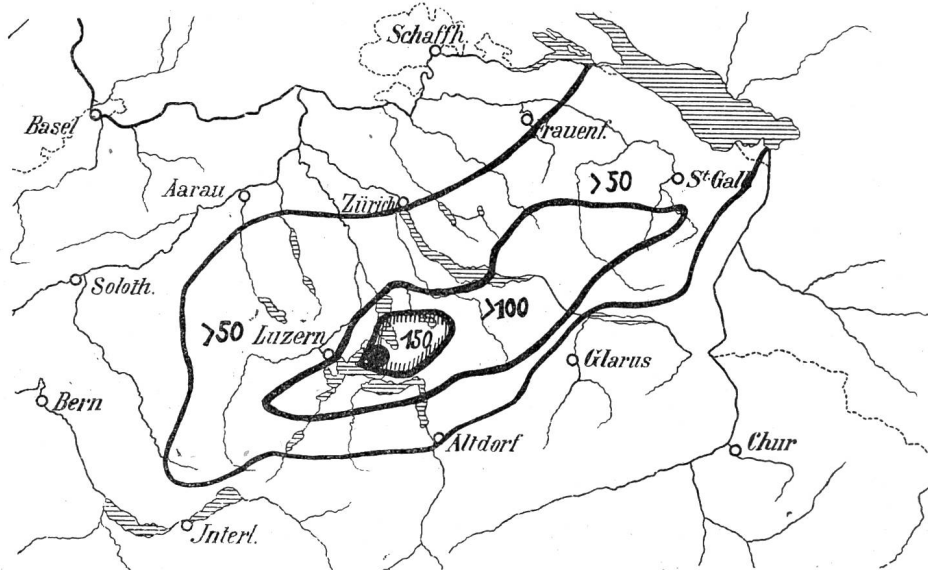 Schaffh.
Basel
Frauenf.
Aarau
Zürich
>50
St. Gall.
Soloth.
>50
Luzern
150
>100
Glarus
Bern
Altdorf
Chur
Interl.